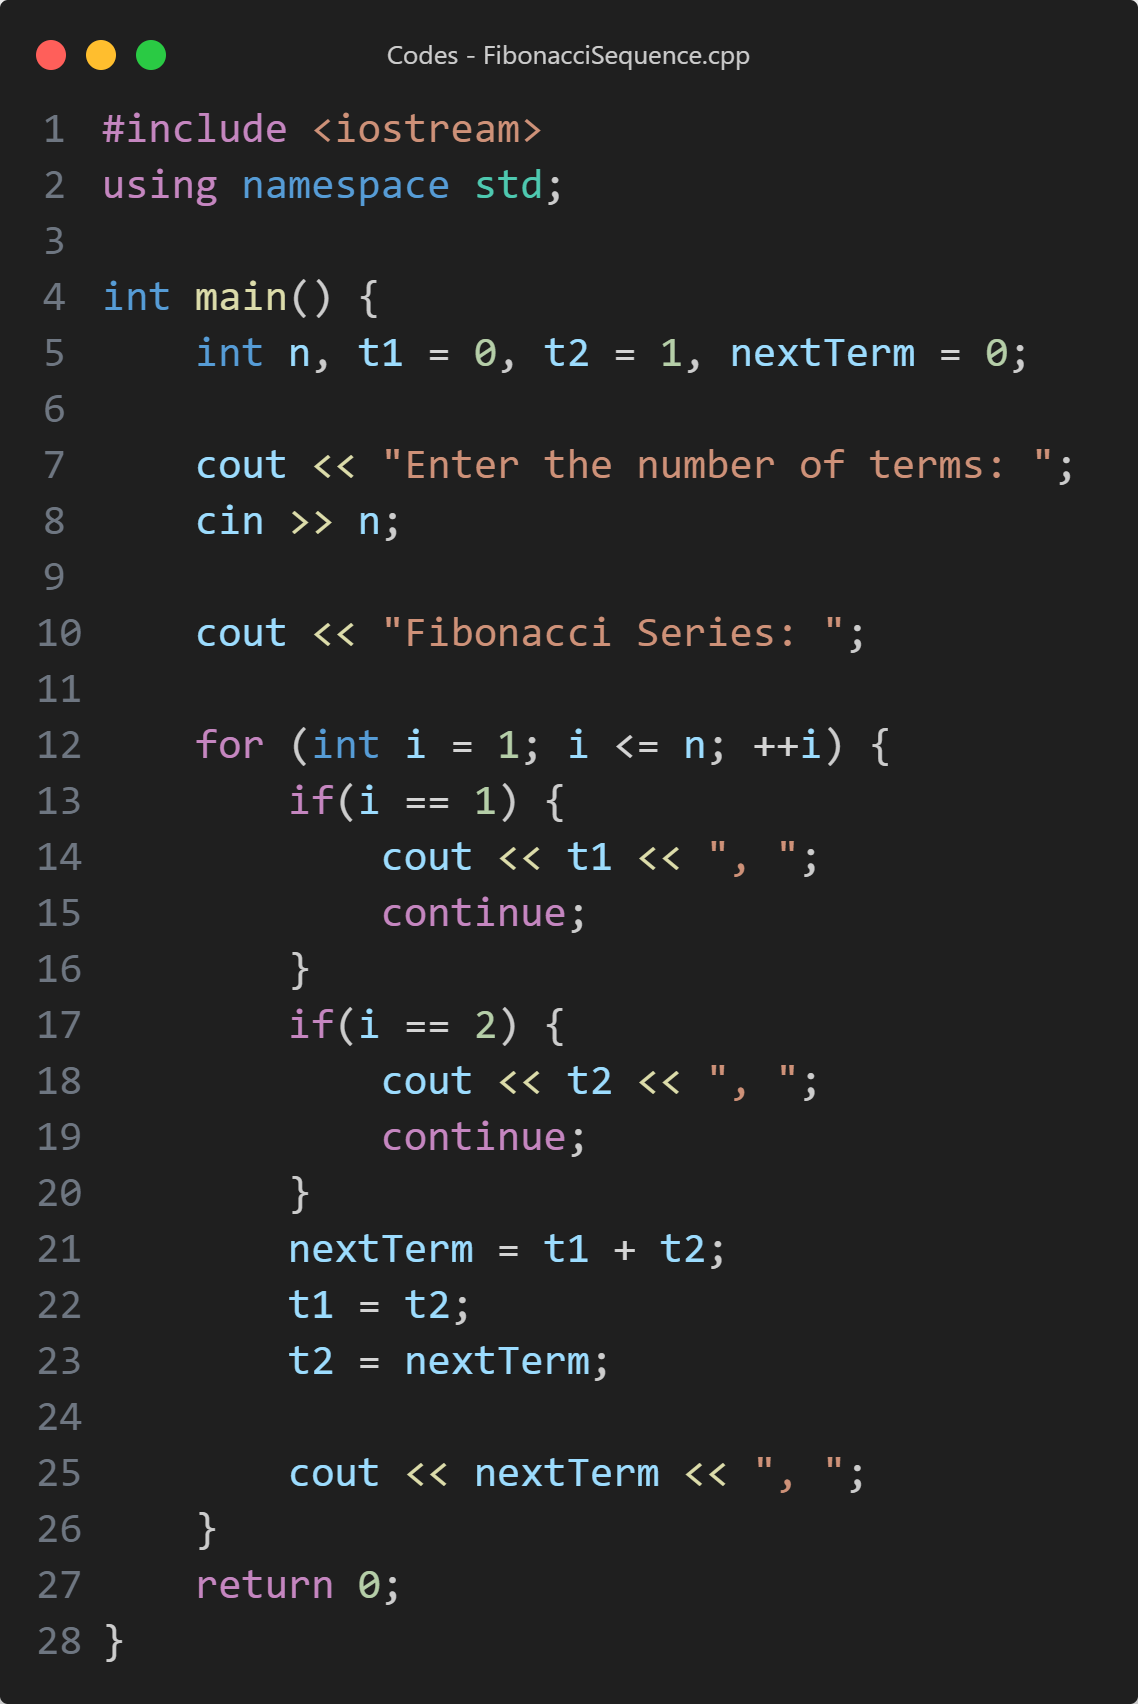 Codes - FibonacciSequence.cpp
1 #include <iostream>
2 using namespace std;
3
4 int main() {
5     int n, t1 = 0, t2 = 1, nextTerm = 0;
6
7     cout << "Enter the number of terms: ";
8     cin >> n;
9
10     cout << "Fibonacci Series: ";
11
12     for (int i = 1; i <= n; ++i) {
13         if(i == 1) {
14             cout << t1 << ", ";
15             continue;
16         }
17         if(i == 2) {
18             cout << t2 << ", ";
19             continue;
20         }
21         nextTerm = t1 + t2;
22         t1 = t2;
23         t2 = nextTerm;
24
25         cout << nextTerm << ", ";
26     }
27     return 0;
28 }